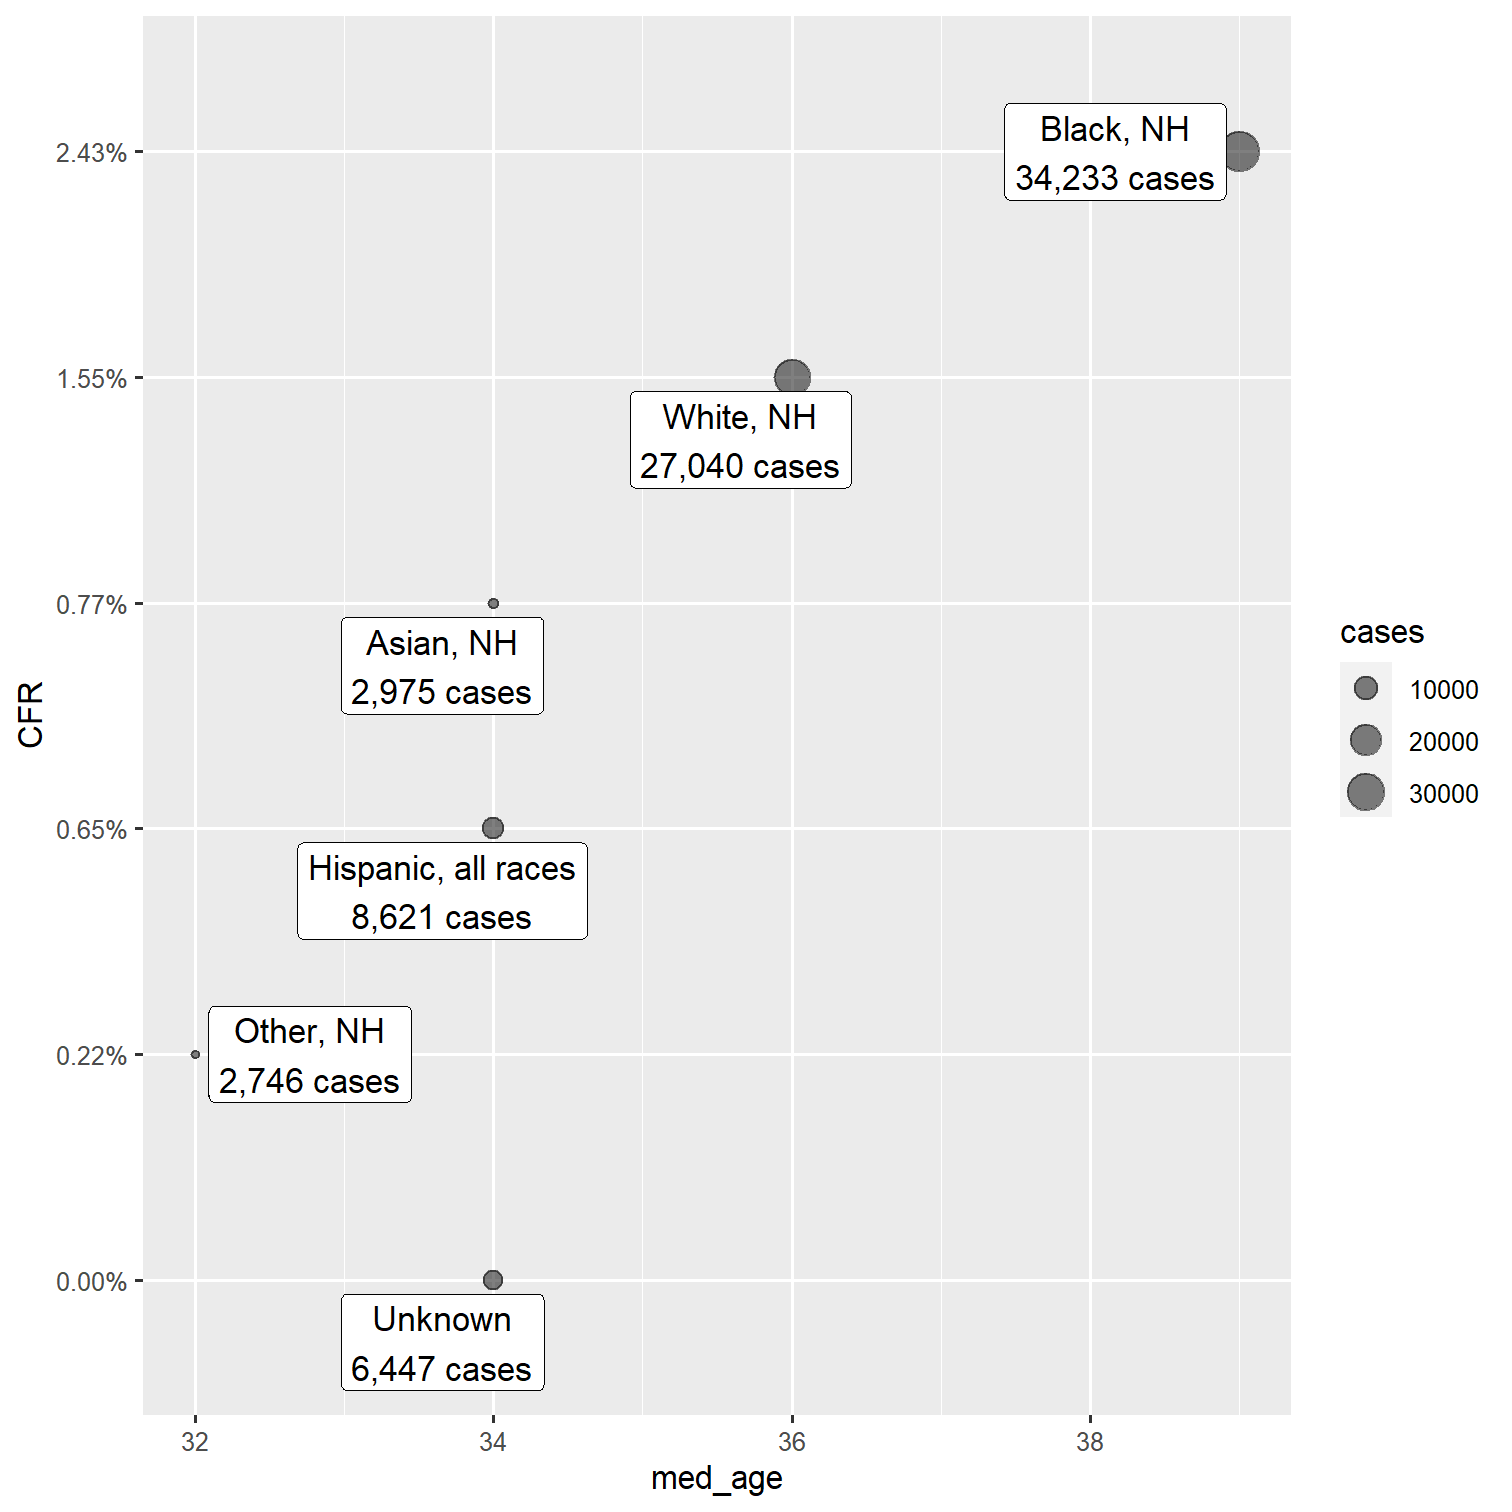 Black, NH
34,233 cases
2.43%
1.55%
White, NH
27,040 cases
0.77%
Asian, NH
2,975 cases
0.65%
Hispanic, all races
8,621 cases
Other, NH
2,746 cases
0.22%
0.00%
Unknown
6,447 cases
CFR
32
34
36
38
med_age
cases
10000
20000
30000